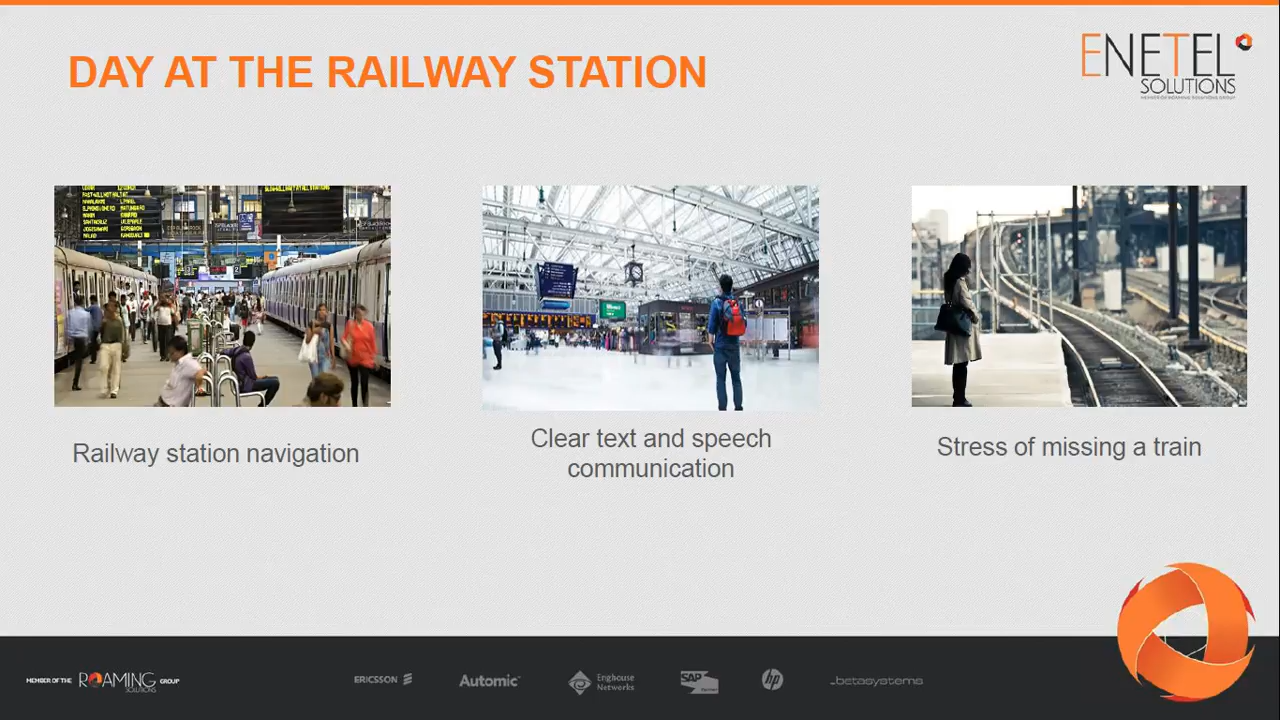 DAY AT THE RAILWAY STATION
ENETEL
SOLUTIONS
Railway station navigation
Clear text and speech
communication
Stress of missing a train
MEMBER OF THE ROAMING GROUP
SOLUTIONS
ERICSSON
Automic
Enghouse
Networks
SAP
hp
_betasystems